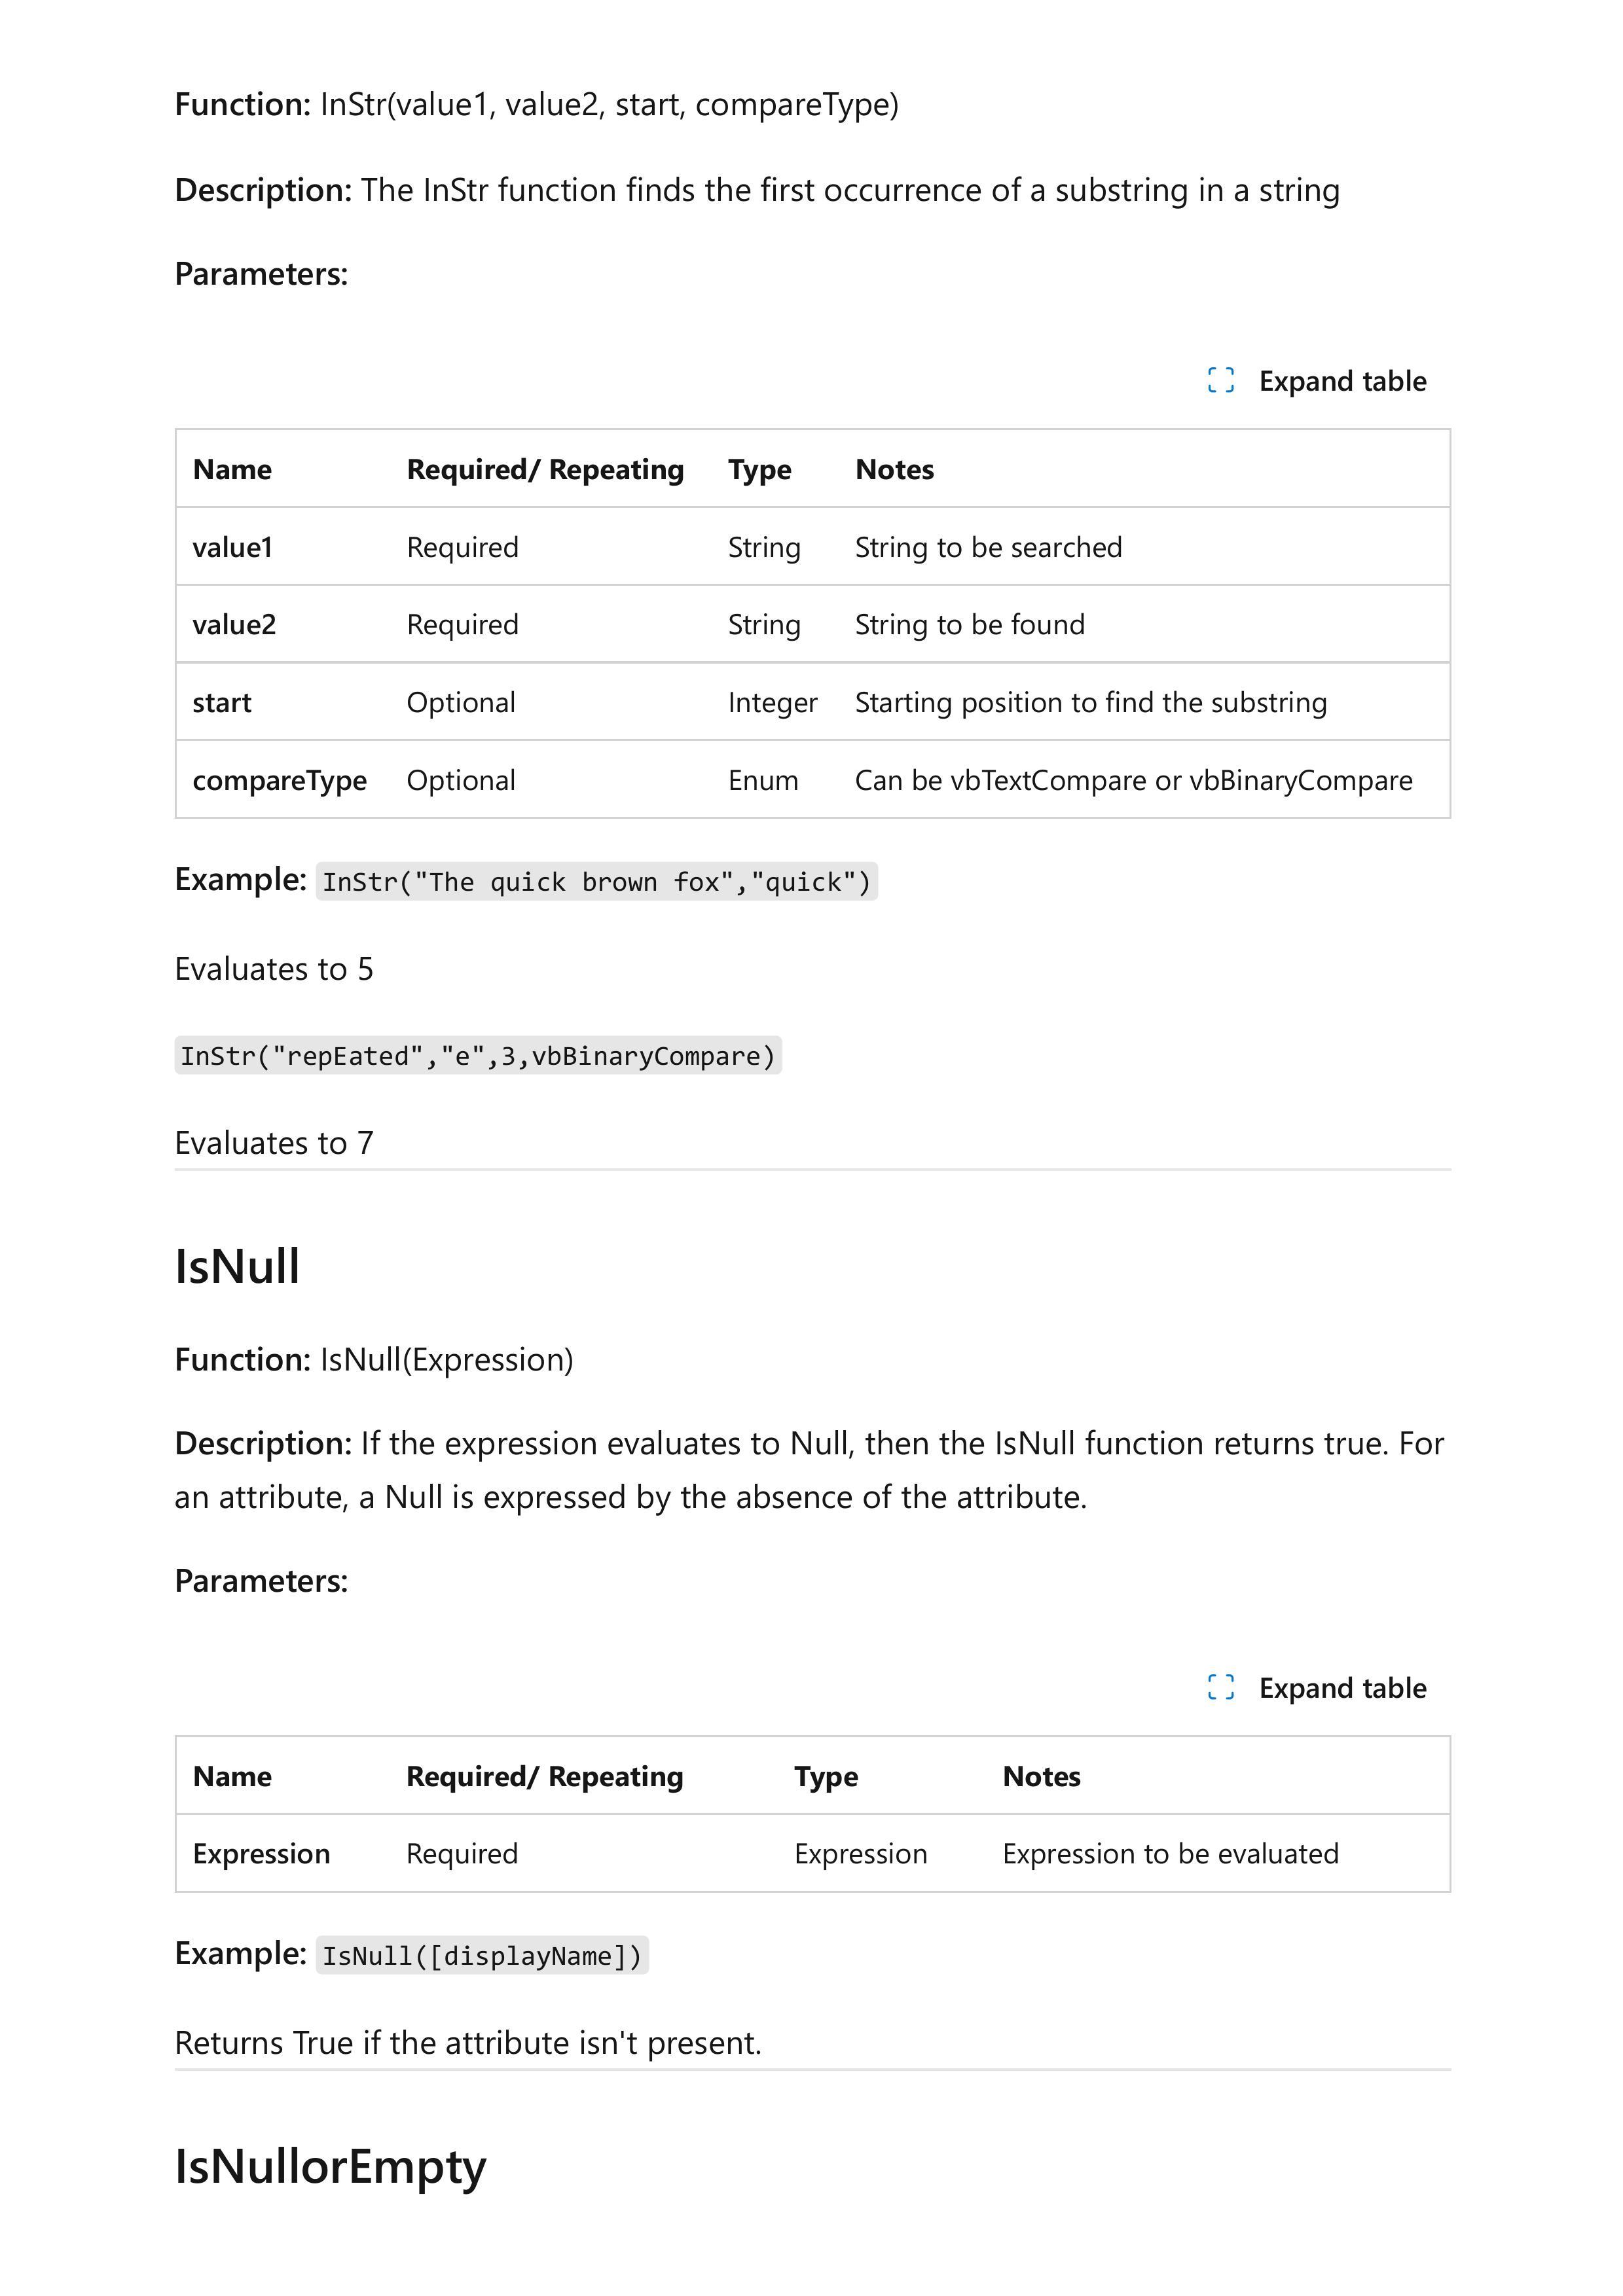 Function: InStr(value1, value2, start, compareType)
Description: The InStr function finds the first occurrence of a substring in a string
Parameters:
Expand table
Name Required/ Repeating Type Notes
value1 Required String String to be searched
value2 Required String String to be found
start Optional Integer Starting position to find the substring
compareType Optional Enum Can be vbTextCompare or vbBinaryCompare
Example: InStr("The quick brown fox","quick")
Evaluates to 5
InStr("repEated","e",3,vbBinaryCompare)
Evaluates to 7
IsNull
Function: IsNull(Expression)
Description: If the expression evaluates to Null, then the IsNull function returns true. For
an attribute, a Null is expressed by the absence of the attribute.
Parameters:
Expand table
Name Required/ Repeating Type Notes
Expression Required Expression Expression to be evaluated
Example: IsNull([displayName])
Returns True if the attribute isn't present.
IsNullorEmpty